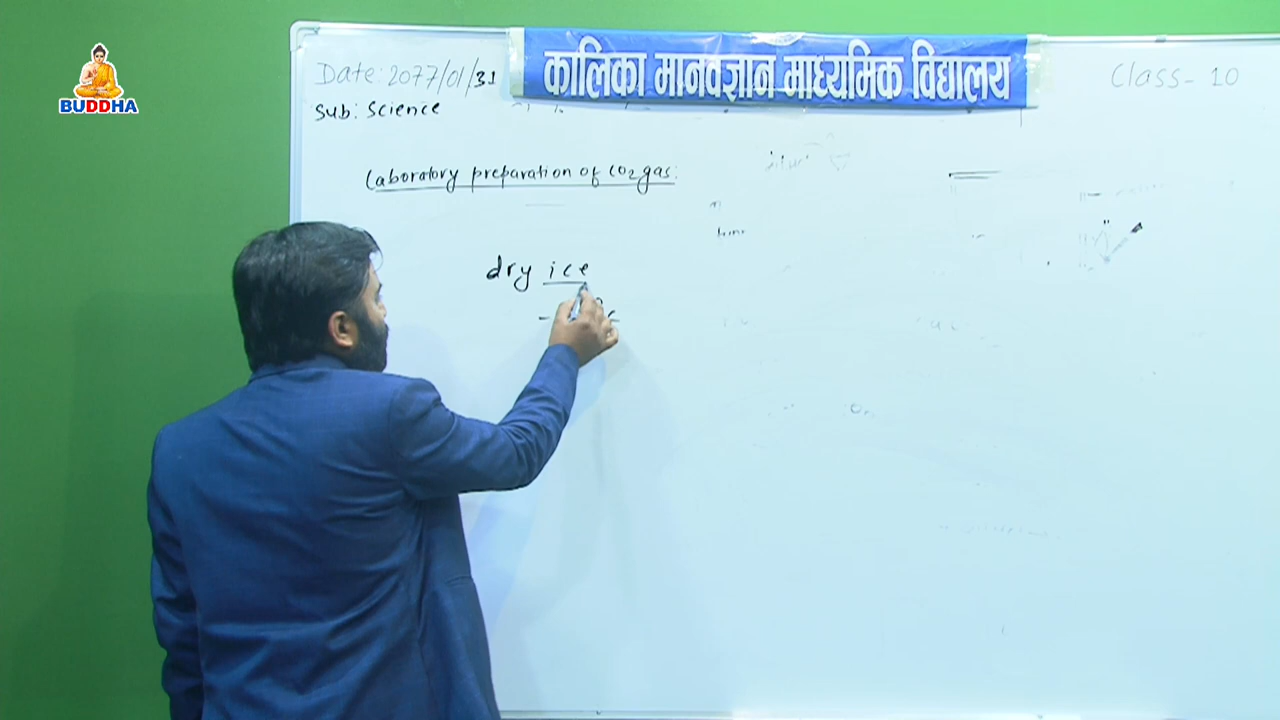 BUDDHA
कालिका मानवज्ञान माध्यमिक विद्यालय
Date: 2077/01/31
Class- 10
Sub: Science
Laboratory preparation of CO2 gas:
dry ice